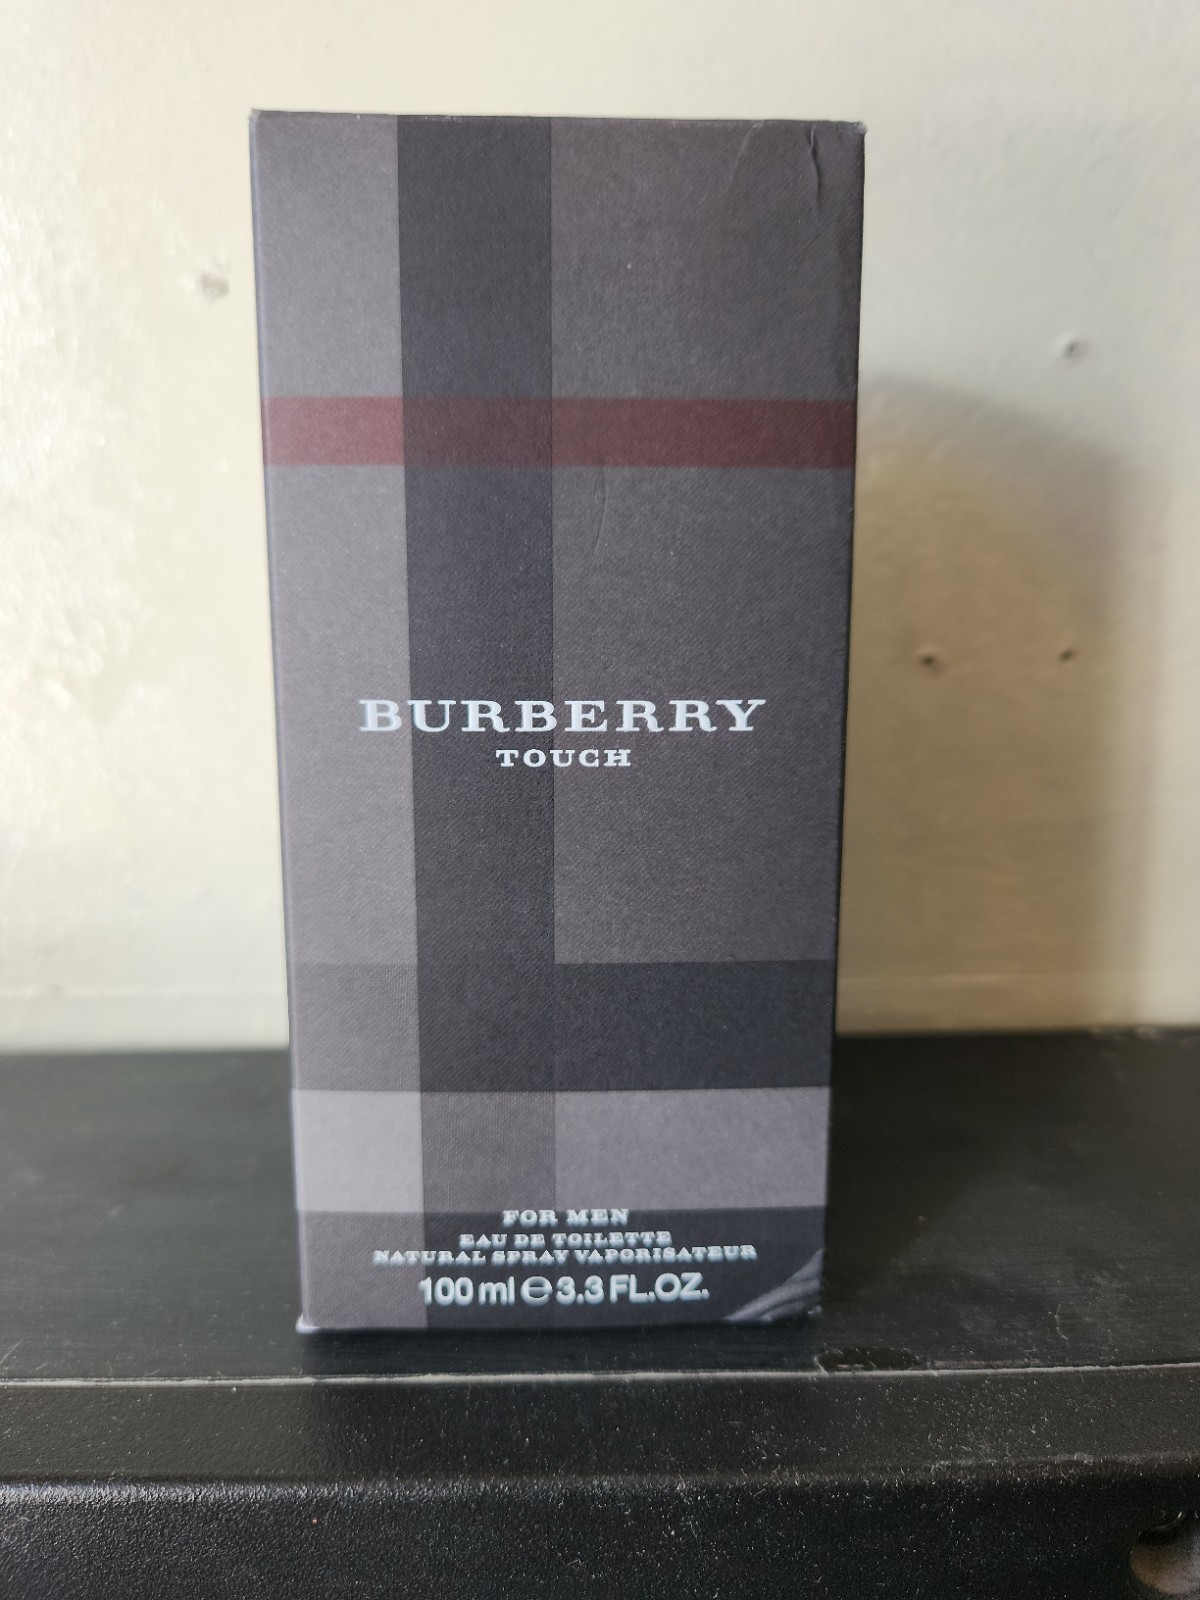 BURBERRY
TOUCH
FOR MEN
EAU DE TOILETTE
NATURAL SPRAY VAPORISATEUR
100 ml ℮ 3.3 FL.OZ.